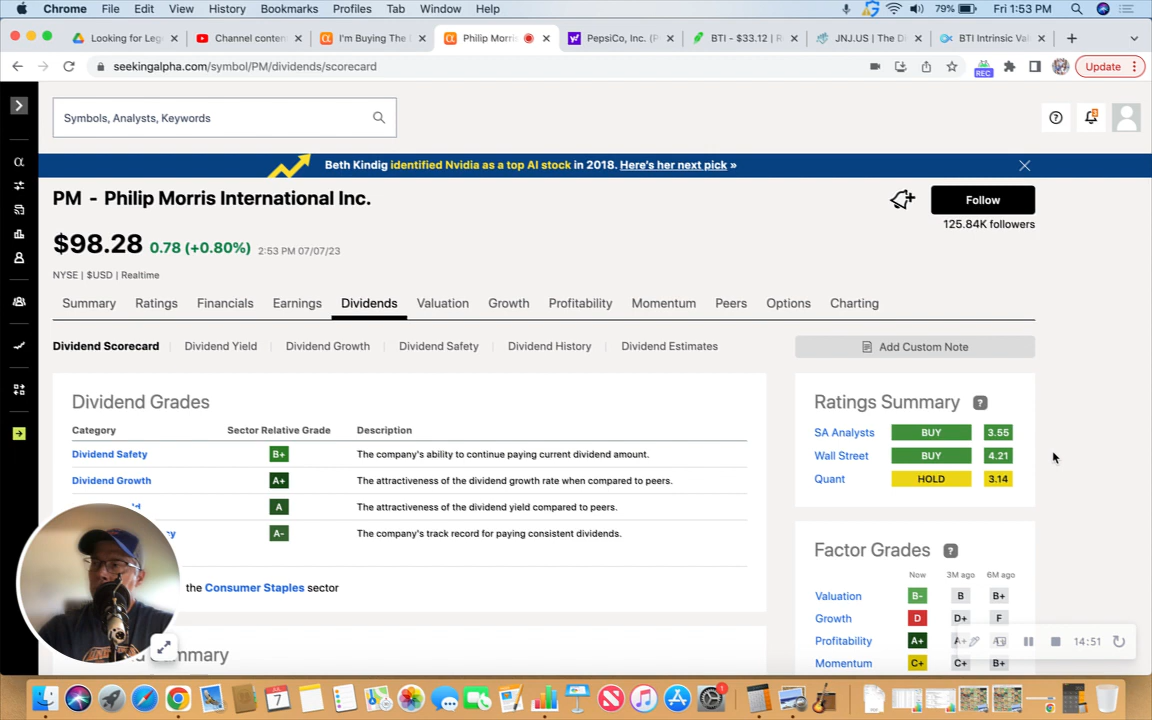 Chrome File Edit View History Bookmarks Profiles Tab Window Help 79% Fri 1:53 PM
Looking for Leg Channel conten I'm Buying The Philip Morris PepsiCo, Inc. (P BTI - $33.12 | R JNJ.US | The D BTI Intrinsic Va
seekingalpha.com/symbol/PM/dividends/scorecard REC Update
Symbols, Analysts, Keywords
Beth Kindig identified Nvidia as a top AI stock in 2018. Here's her next pick »
PM - Philip Morris International Inc.
Follow
125.84K followers
$98.28 0.78 (+0.80%) 2:53 PM 07/07/23
NYSE | $USD | Realtime
Summary Ratings Financials Earnings Dividends Valuation Growth Profitability Momentum Peers Options Charting
Dividend Scorecard Dividend Yield Dividend Growth Dividend Safety Dividend History Dividend Estimates
Add Custom Note
Dividend Grades
Category Sector Relative Grade Description
Dividend Safety B+ The company's ability to continue paying current dividend amount.
Dividend Growth A+ The attractiveness of the dividend growth rate when compared to peers.
A The attractiveness of the dividend yield compared to peers.
A- The company's track record for paying consistent dividends.
the Consumer Staples sector
mmary
Ratings Summary ?
SA Analysts BUY 3.55
Wall Street BUY 4.21
Quant HOLD 3.14
Factor Grades ?
Now 3M ago 6M ago
Valuation B- B B+
Growth D D+ F
Profitability A+ A+
Momentum C+ C+ B+
14:51